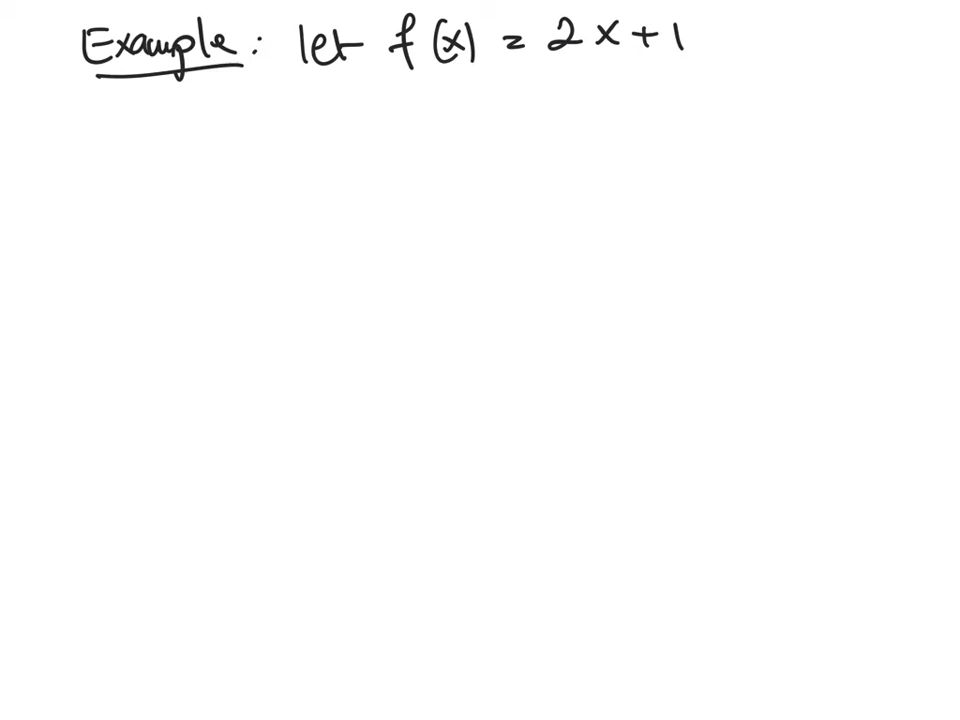 Example: let f(x) = 2x+1